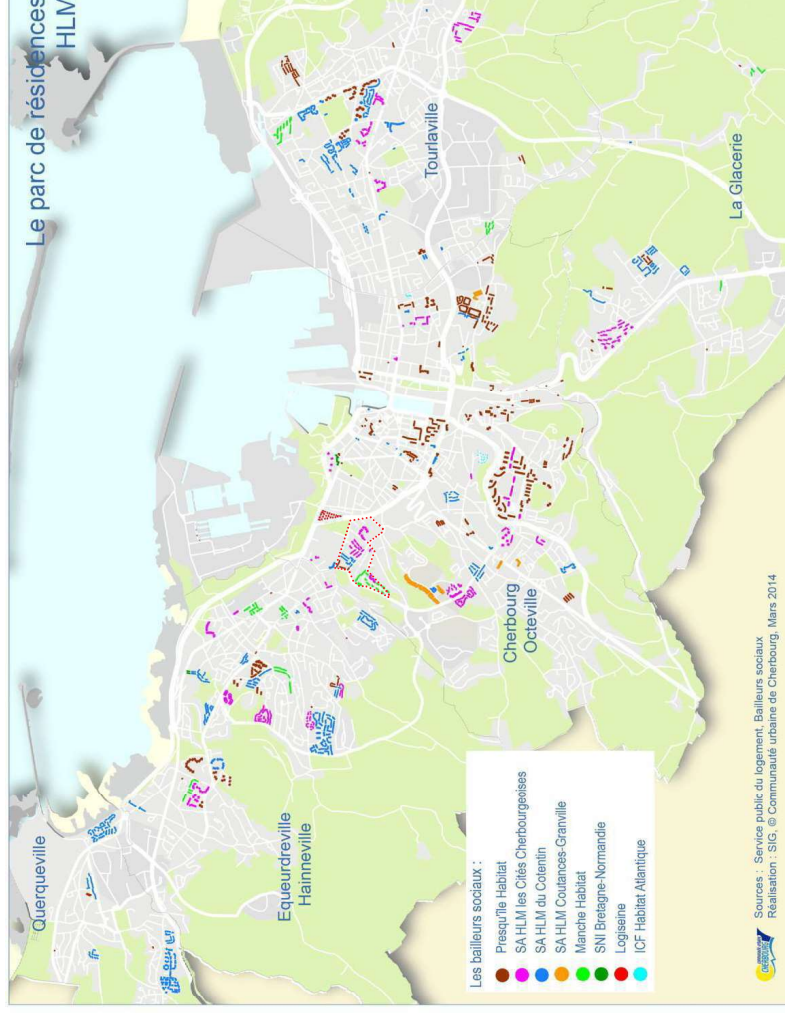 Le parc de résidences
HLM
Querqueville
Equeurdreville
Hainneville
Cherbourg
Octeville
Tourlaville
La Glacerie
Les bailleurs sociaux :
Presqu'île Habitat
SA HLM les Cités Cherbourgeoises
SA HLM du Cotentin
SA HLM Coutances-Granville
Manche Habitat
SNI Bretagne-Normandie
Logiseine
ICF Habitat Atlantique
CHERBOURG
Sources : Service public du logement, Bailleurs sociaux
Réalisation : SIG, © Communauté urbaine de Cherbourg, Mars 2014